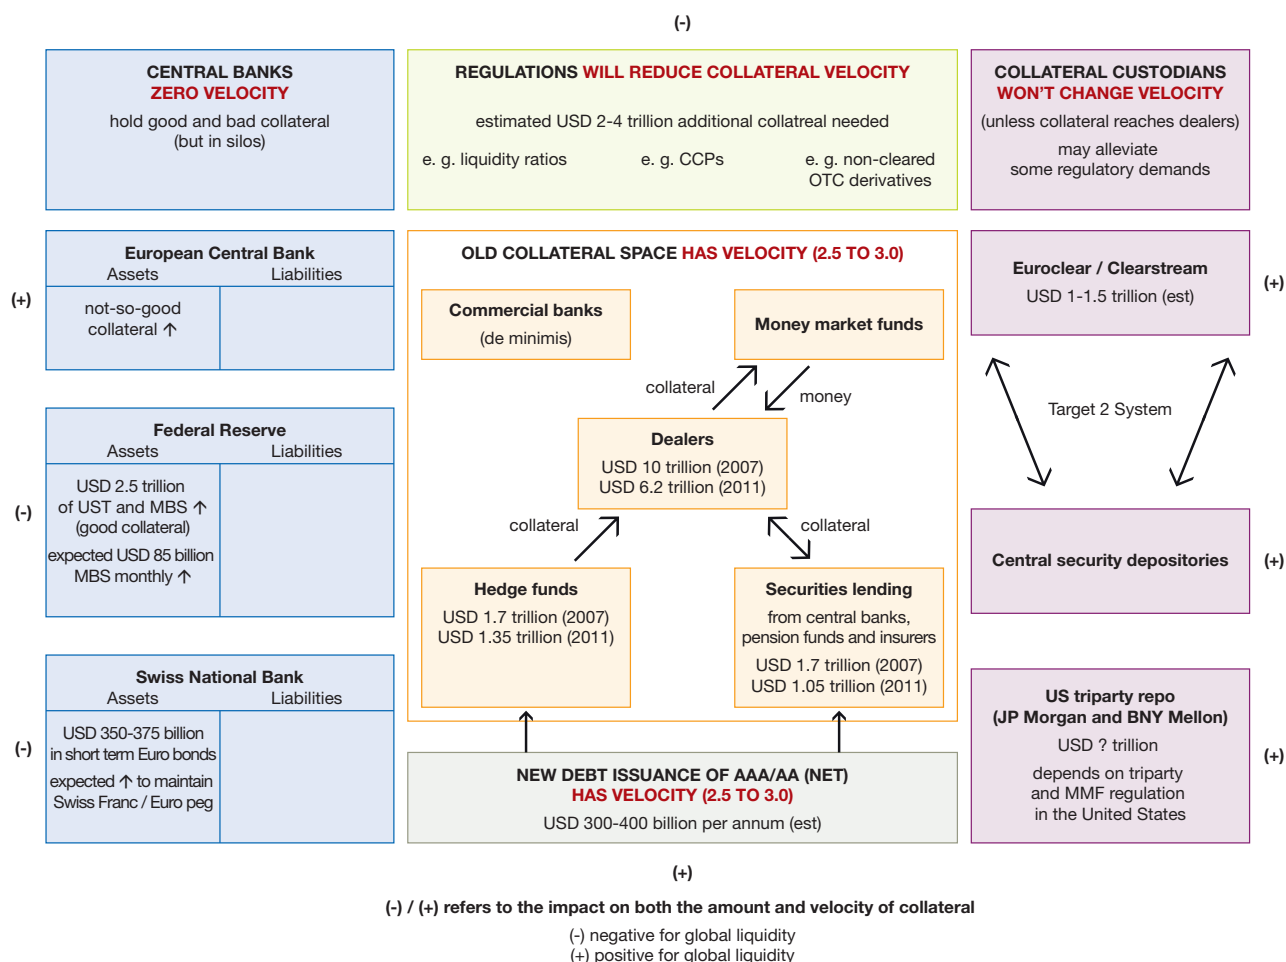 (-)
CENTRAL BANKS
ZERO VELOCITY
hold good and bad collateral
(but in silos)
REGULATIONS WILL REDUCE COLLATERAL VELOCITY
estimated USD 2-4 trillion additional collatreal needed
e. g. liquidity ratios
e. g. CCPs
e. g. non-cleared
OTC derivatives
COLLATERAL CUSTODIANS
WON'T CHANGE VELOCITY
(unless collateral reaches dealers)
may alleviate
some regulatory demands
(+)
European Central Bank
Assets
Liabilities
not-so-good
collateral ↑
(-)
Federal Reserve
Assets
Liabilities
USD 2.5 trillion
of UST and MBS ↑
(good collateral)
expected USD 85 billion
MBS monthly ↑
(-)
Swiss National Bank
Assets
Liabilities
USD 350-375 billion
in short term Euro bonds
expected ↑ to maintain
Swiss Franc / Euro peg
OLD COLLATERAL SPACE HAS VELOCITY (2.5 TO 3.0)
Commercial banks
(de minimis)
Money market funds
collateral
money
Dealers
USD 10 trillion (2007)
USD 6.2 trillion (2011)
collateral
collateral
Hedge funds
USD 1.7 trillion (2007)
USD 1.35 trillion (2011)
Securities lending
from central banks,
pension funds and insurers
USD 1.7 trillion (2007)
USD 1.05 trillion (2011)
NEW DEBT ISSUANCE OF AAA/AA (NET)
HAS VELOCITY (2.5 TO 3.0)
USD 300-400 billion per annum (est)
Euroclear / Clearstream
USD 1-1.5 trillion (est)
(+)
Target 2 System
Central security depositories
(+)
US triparty repo
(JP Morgan and BNY Mellon)
USD ? trillion
depends on triparty
and MMF regulation
in the United States
(+)
(+)
(-) / (+) refers to the impact on both the amount and velocity of collateral
(-) negative for global liquidity
(+) positive for global liquidity